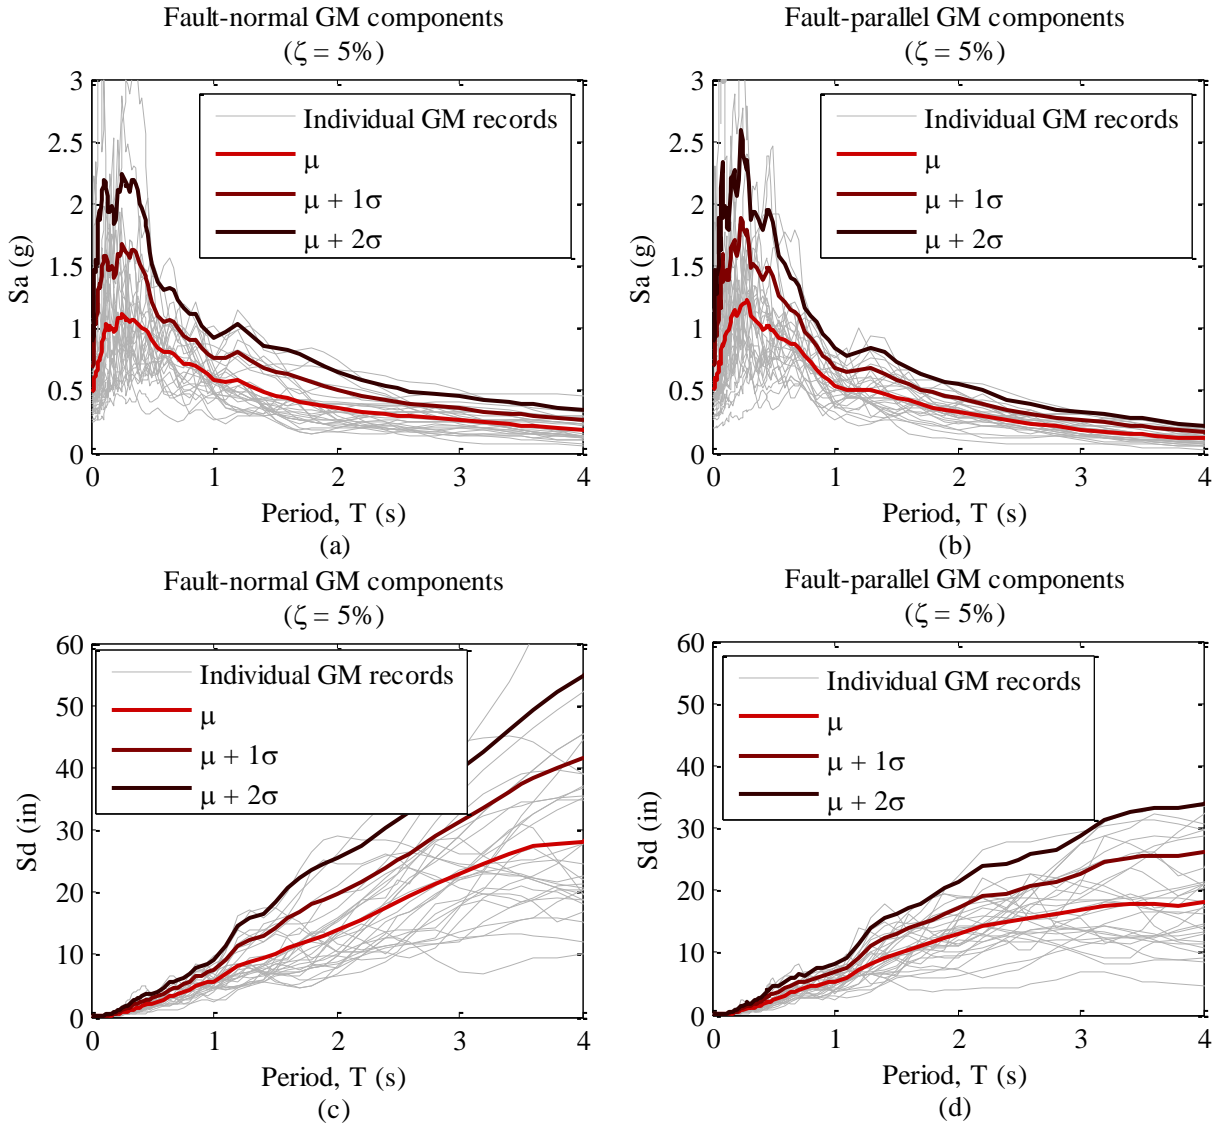 Fault-normal GM components
(ζ = 5%)
3
2.5
2
1.5
1
0.5
0
Sa (g)
Individual GM records
μ
μ + 1σ
μ + 2σ
0 1 2 3 4
Period, T (s)
(a)
Fault-parallel GM components
(ζ = 5%)
3
2.5
2
1.5
1
0.5
0
Sa (g)
Individual GM records
μ
μ + 1σ
μ + 2σ
0 1 2 3 4
Period, T (s)
(b)
Fault-normal GM components
(ζ = 5%)
60
50
40
30
20
10
0
Sd (in)
Individual GM records
μ
μ + 1σ
μ + 2σ
0 1 2 3 4
Period, T (s)
(c)
Fault-parallel GM components
(ζ = 5%)
60
50
40
30
20
10
0
Sd (in)
Individual GM records
μ
μ + 1σ
μ + 2σ
0 1 2 3 4
Period, T (s)
(d)